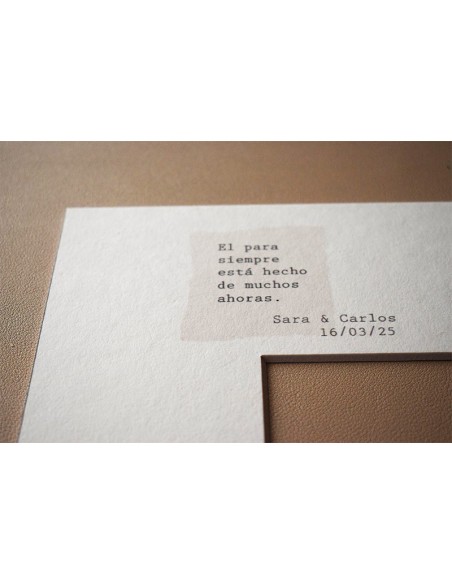 El para
siempre
está hecho
de muchos
ahoras.
Sara & Carlos
16/03/25